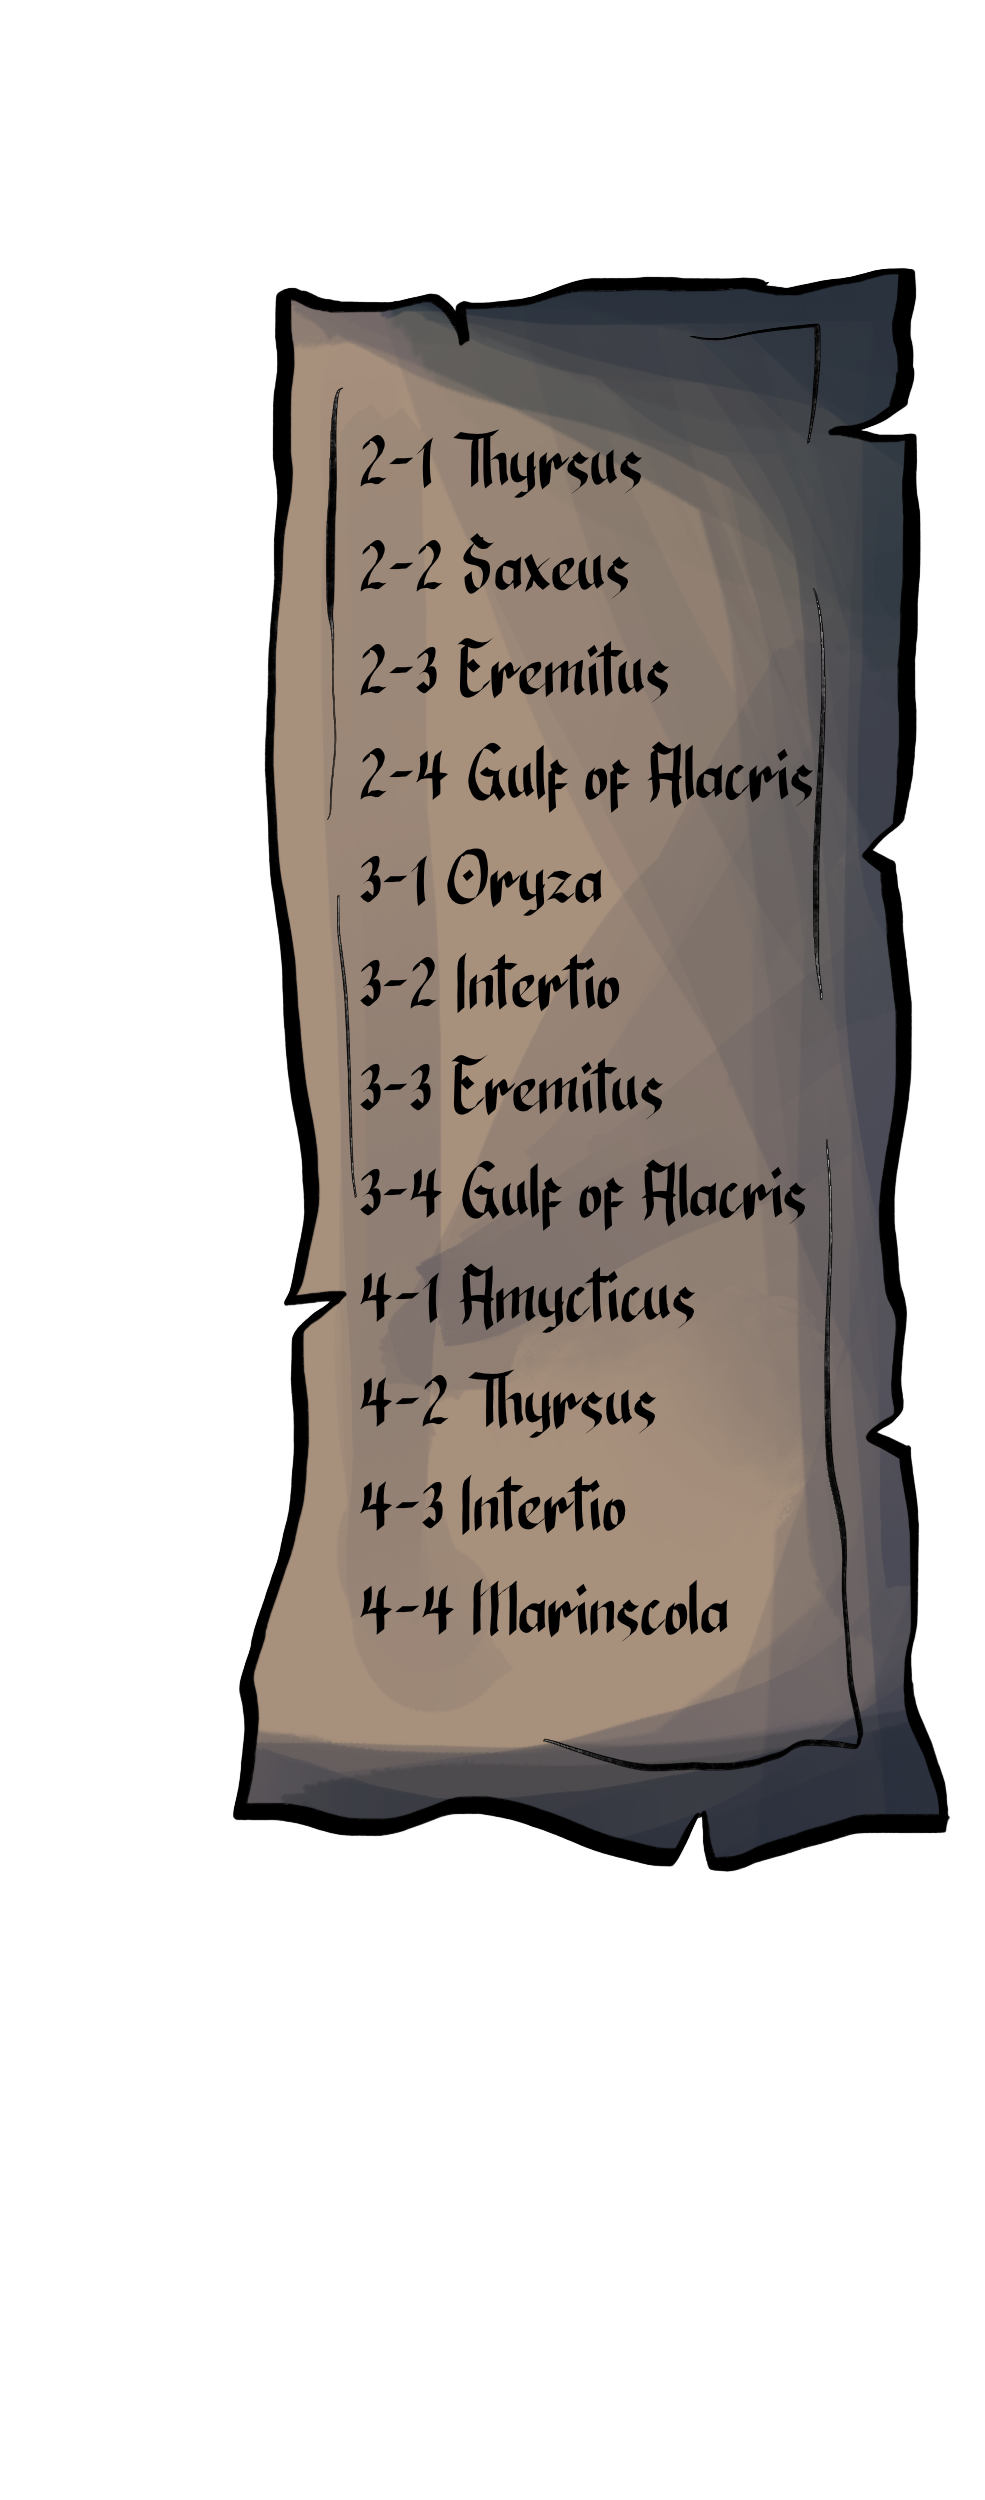 2-1 Thyrsus
2-2 Saxeus
2-3 Eremitus
2-4 Gulf of Alacris
3-1 Oryza
3-2 Intertio
3-3 Eremitus
3-4 Gulf of Alacris
4-1 Amycticus
4-2 Thyrsus
4-3 Intertio
4-4 Marinscola